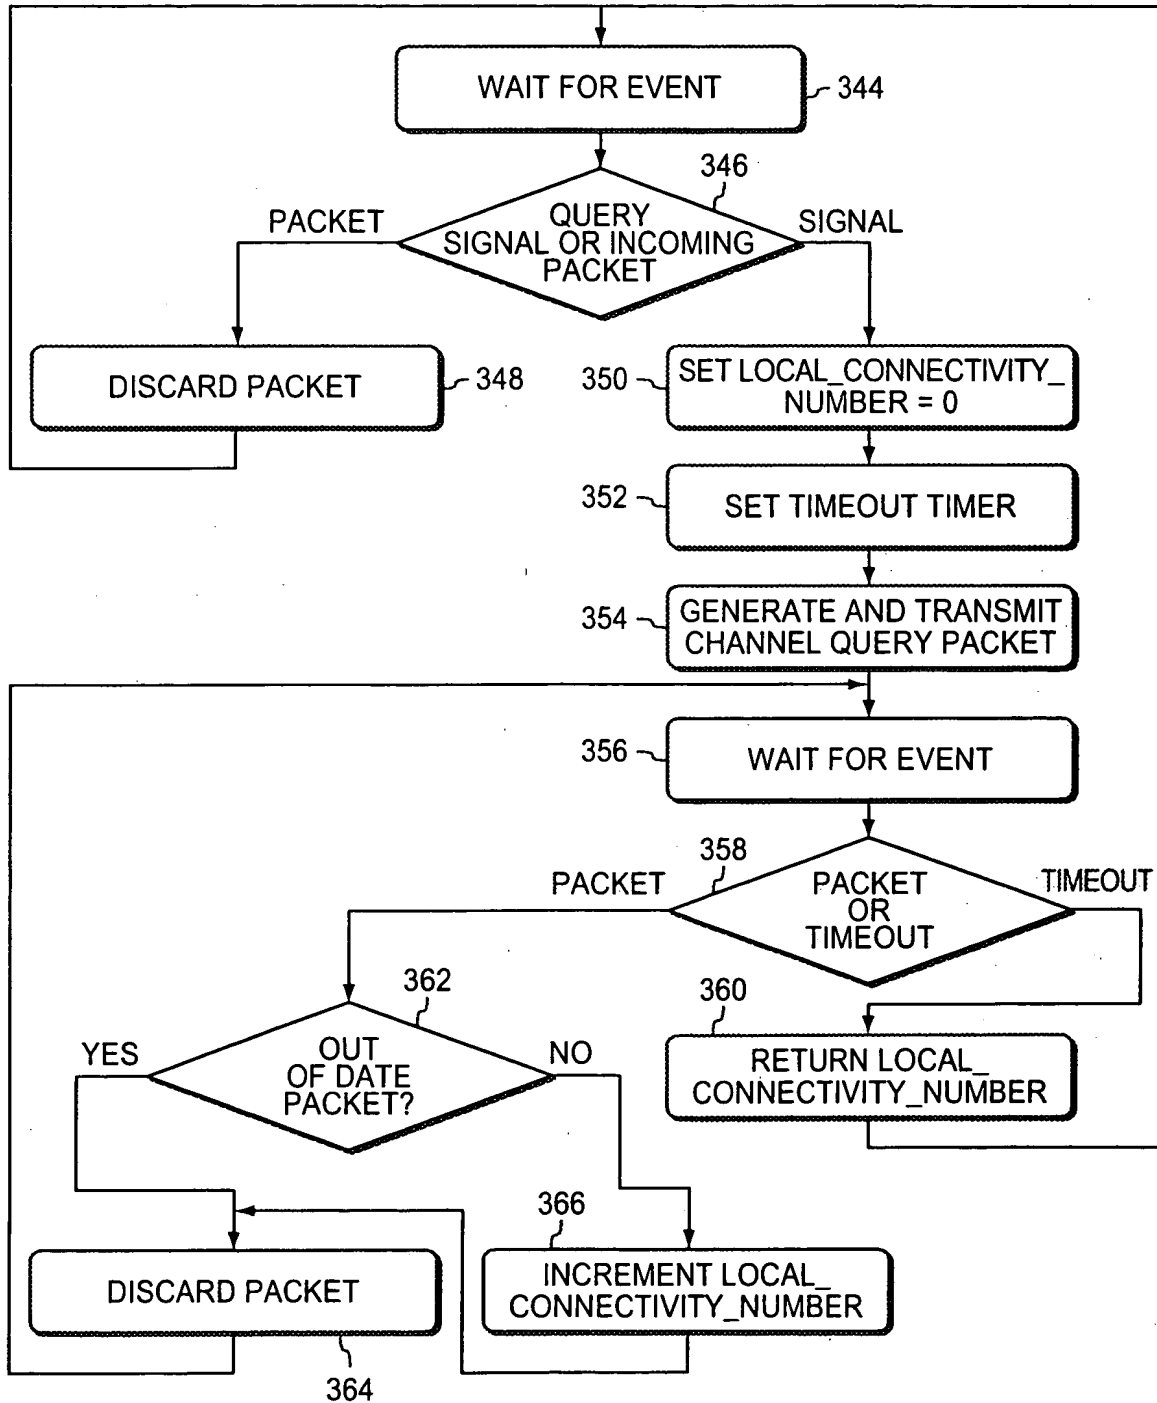 WAIT FOR EVENT
344
346
PACKET
QUERY
SIGNAL OR INCOMING
PACKET
SIGNAL
DISCARD PACKET
348
350
SET LOCAL_CONNECTIVITY_
NUMBER = 0
352
SET TIMEOUT TIMER
354
GENERATE AND TRANSMIT
CHANNEL QUERY PACKET
356
WAIT FOR EVENT
358
PACKET
PACKET
OR
TIMEOUT
TIMEOUT
362
360
YES
OUT
OF DATE
PACKET?
NO
RETURN LOCAL_
CONNECTIVITY_NUMBER
366
DISCARD PACKET
INCREMENT LOCAL_
CONNECTIVITY_NUMBER
364